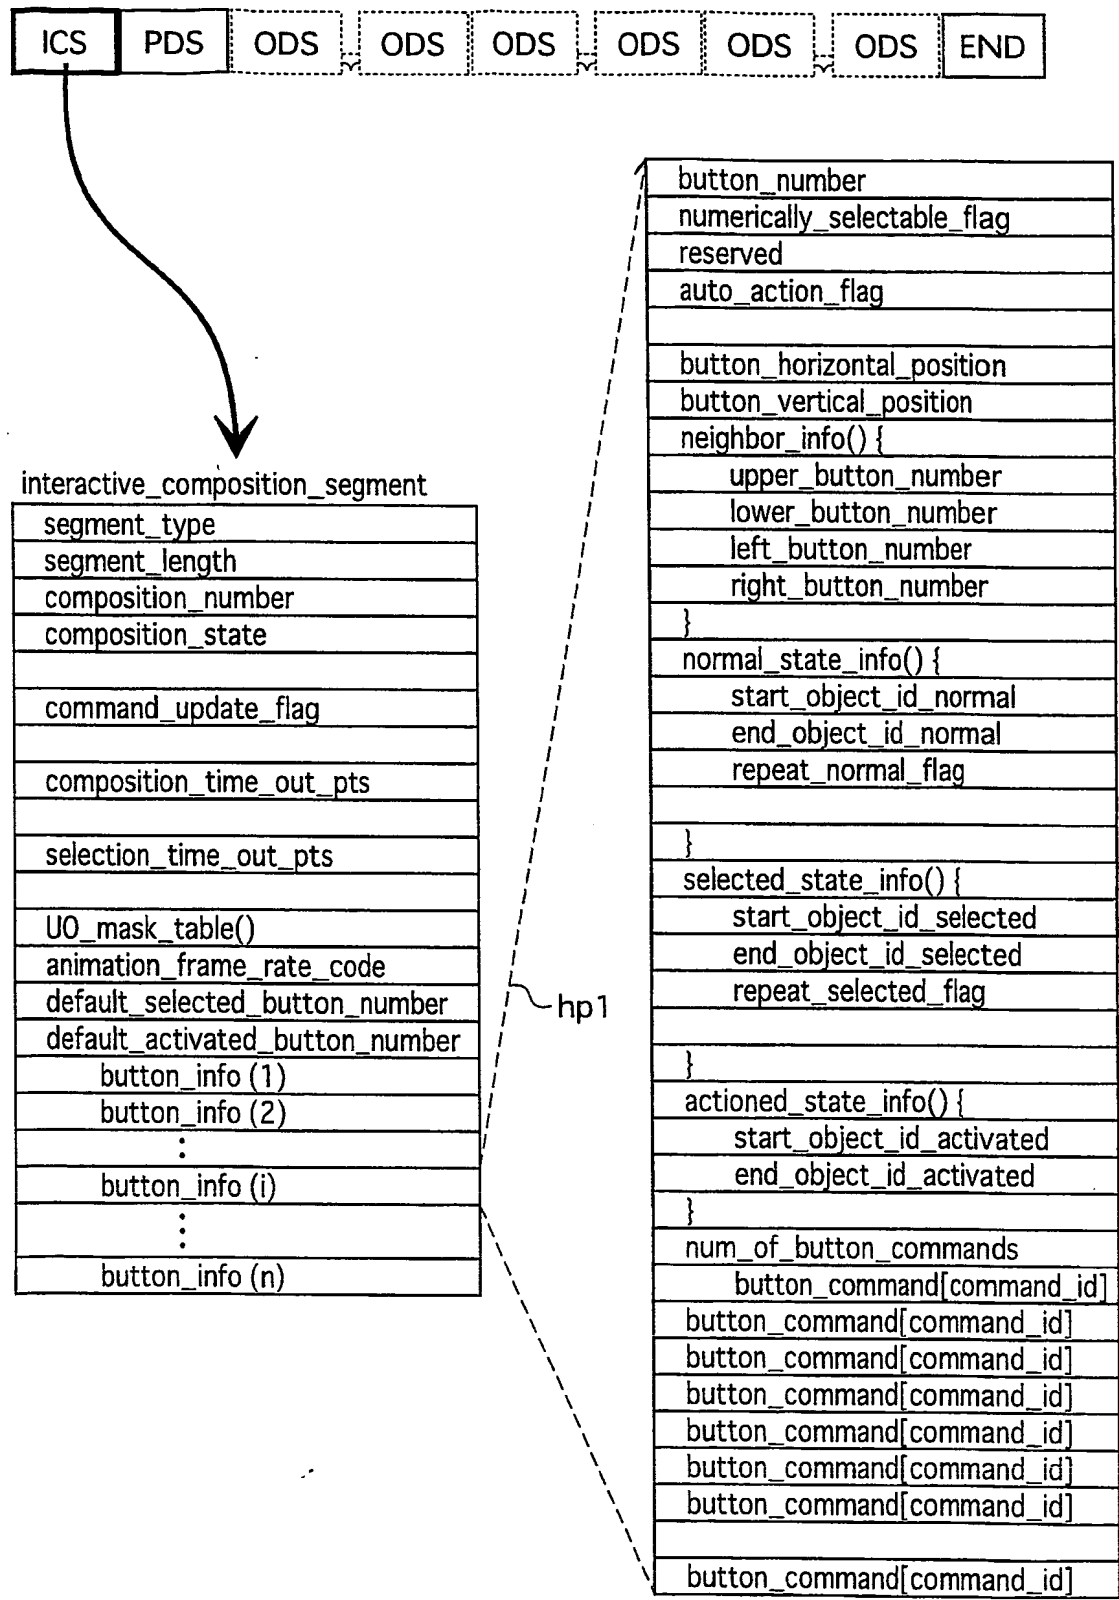 ICS PDS ODS ODS ODS ODS ODS ODS END
interactive_composition_segment
segment_type
segment_length
composition_number
composition_state
command_update_flag
composition_time_out_pts
selection_time_out_pts
UO_mask_table()
animation_frame_rate_code
default_selected_button_number
default_activated_button_number
button_info (1)
button_info (2)
⋮
button_info (i)
⋮
button_info (n)
hp1
button_number
numerically_selectable_flag
reserved
auto_action_flag
button_horizontal_position
button_vertical_position
neighbor_info() {
upper_button_number
lower_button_number
left_button_number
right_button_number
}
normal_state_info() {
start_object_id_normal
end_object_id_normal
repeat_normal_flag
}
selected_state_info() {
start_object_id_selected
end_object_id_selected
repeat_selected_flag
}
actioned_state_info() {
start_object_id_activated
end_object_id_activated
}
num_of_button_commands
button_command[command_id]
button_command[command_id]
button_command[command_id]
button_command[command_id]
button_command[command_id]
button_command[command_id]
button_command[command_id]
button_command[command_id]